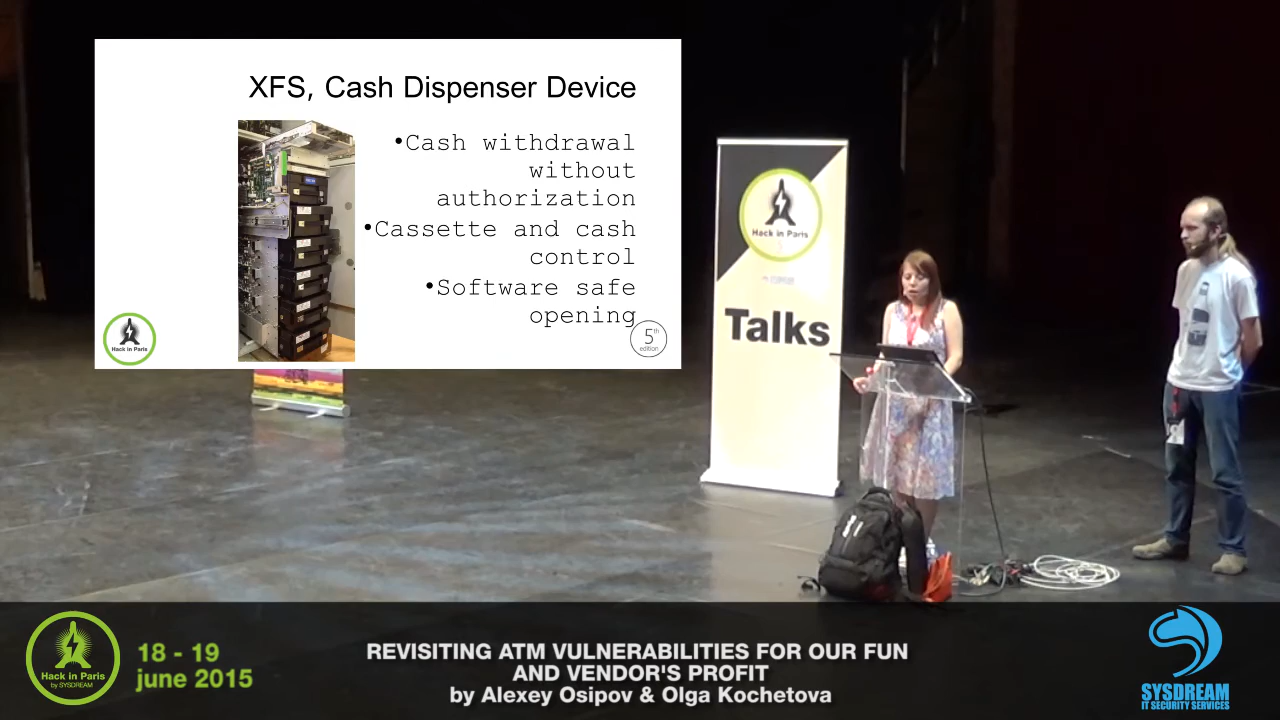 XFS, Cash Dispenser Device
•Cash withdrawal
without
authorization
•Cassette and cash
control
•Software safe
opening
Hack in Paris
5th
edition
Hack in Paris
Talks
Hack in Paris
by SYSDREAM
18 - 19
june 2015
REVISITING ATM VULNERABILITIES FOR OUR FUN
AND VENDOR'S PROFIT
by Alexey Osipov & Olga Kochetova
SYSDREAM
IT SECURITY SERVICES